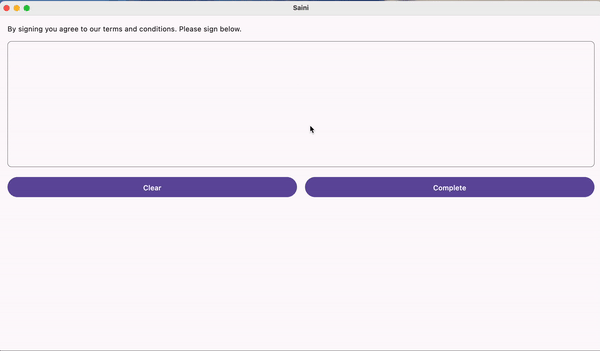 Saini
By signing you agree to our terms and conditions. Please sign below.
Clear
Complete